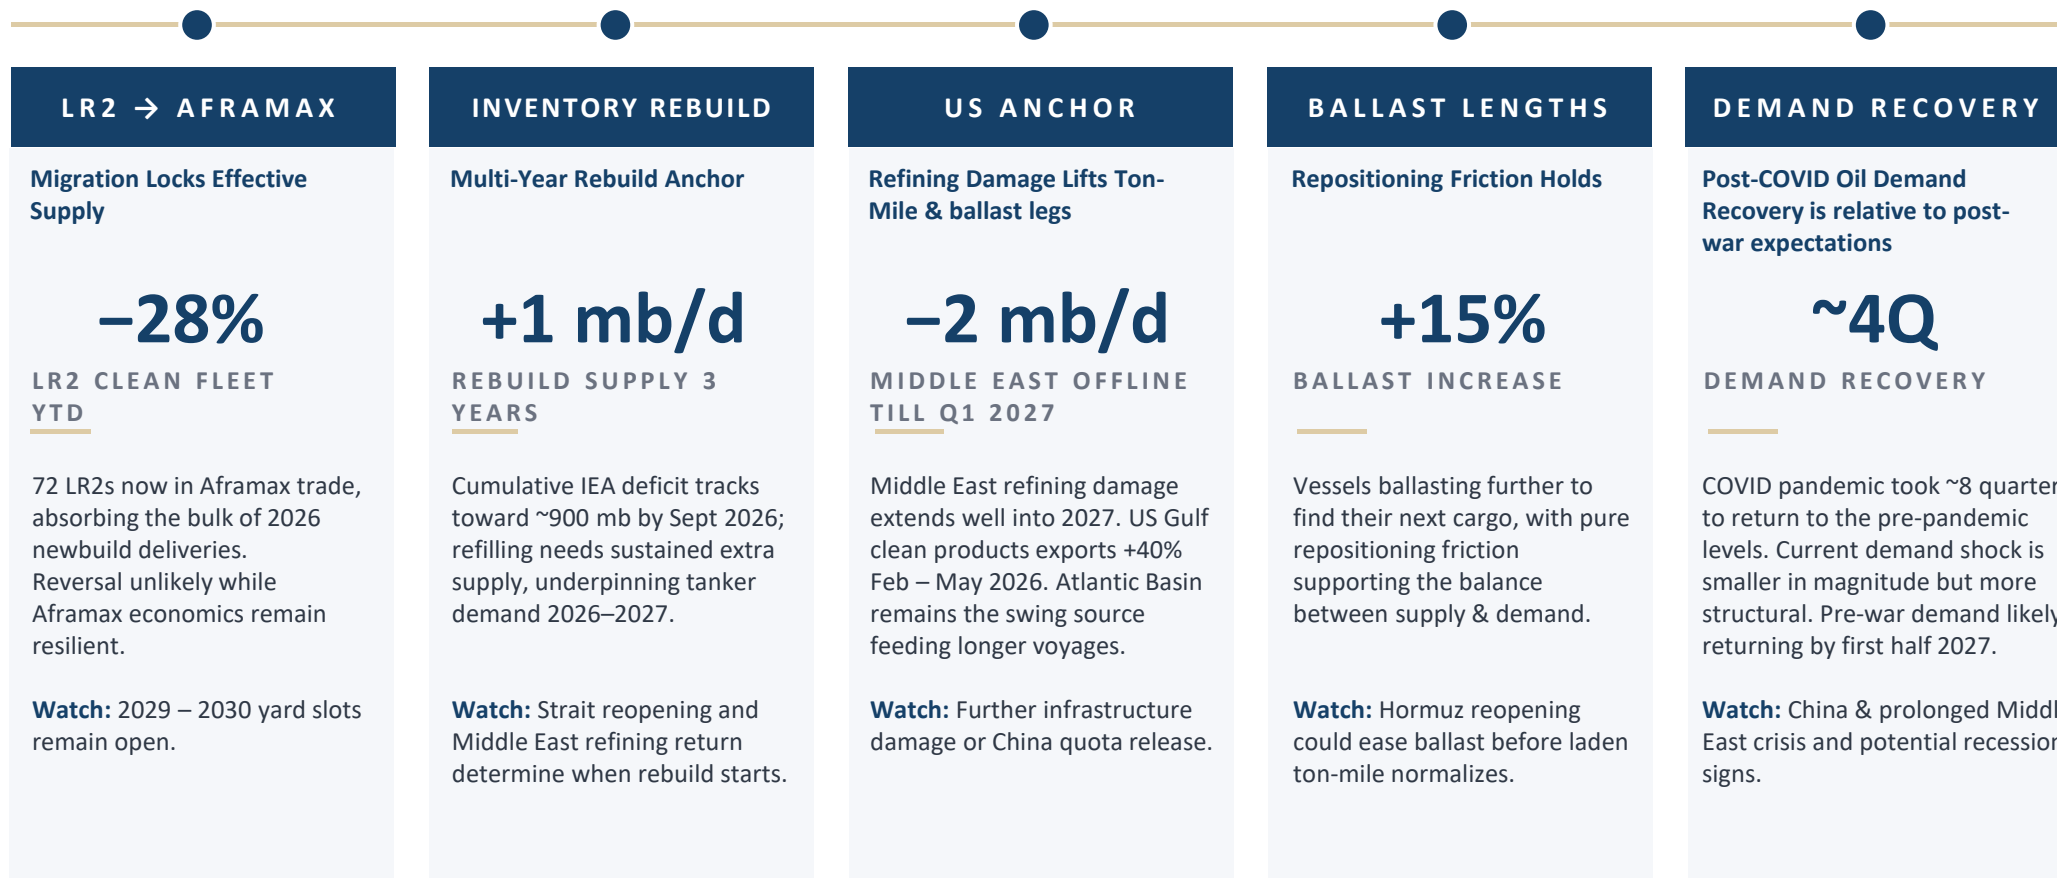 LR2 → AFRAMAX
Migration Locks Effective
Supply
–28%
LR2 CLEAN FLEET
YTD
72 LR2s now in Aframax trade,
absorbing the bulk of 2026
newbuild deliveries.
Reversal unlikely while
Aframax economics remain
resilient.
Watch: 2029 – 2030 yard slots
remain open.
INVENTORY REBUILD
Multi-Year Rebuild Anchor
+1 mb/d
REBUILD SUPPLY 3
YEARS
Cumulative IEA deficit tracks
toward ~900 mb by Sept 2026;
refilling needs sustained extra
supply, underpinning tanker
demand 2026–2027.
Watch: Strait reopening and
Middle East refining return
determine when rebuild starts.
US ANCHOR
Refining Damage Lifts Ton-
Mile & ballast legs
–2 mb/d
MIDDLE EAST OFFLINE
TILL Q1 2027
Middle East refining damage
extends well into 2027. US Gulf
clean products exports +40%
Feb – May 2026. Atlantic Basin
remains the swing source
feeding longer voyages.
Watch: Further infrastructure
damage or China quota release.
BALLAST LENGTHS
Repositioning Friction Holds
+15%
BALLAST INCREASE
Vessels ballasting further to
find their next cargo, with pure
repositioning friction
supporting the balance
between supply & demand.
Watch: Hormuz reopening
could ease ballast before laden
ton-mile normalizes.
DEMAND RECOVERY
Post-COVID Oil Demand
Recovery is relative to post-
war expectations
~4Q
DEMAND RECOVERY
COVID pandemic took ~8 quarter
to return to the pre-pandemic
levels. Current demand shock is
smaller in magnitude but more
structural. Pre-war demand likely
returning by first half 2027.
Watch: China & prolonged Middl
East crisis and potential recession
signs.